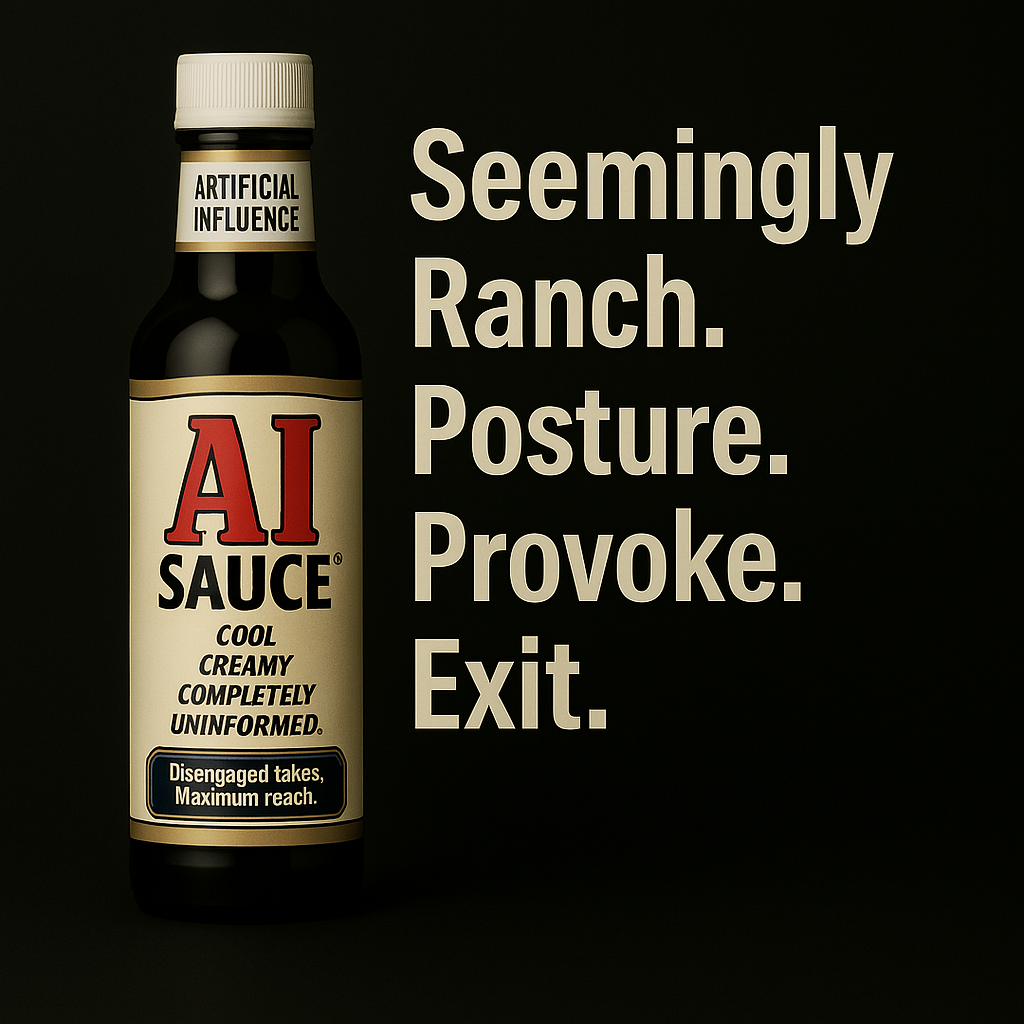 ARTIFICIAL
INFLUENCE
AI
SAUCE®
COOL
CREAMY
COMPLETELY
UNINFORMED®
Disengaged takes,
Maximum reach.
Seemingly
Ranch.
Posture.
Provoke.
Exit.